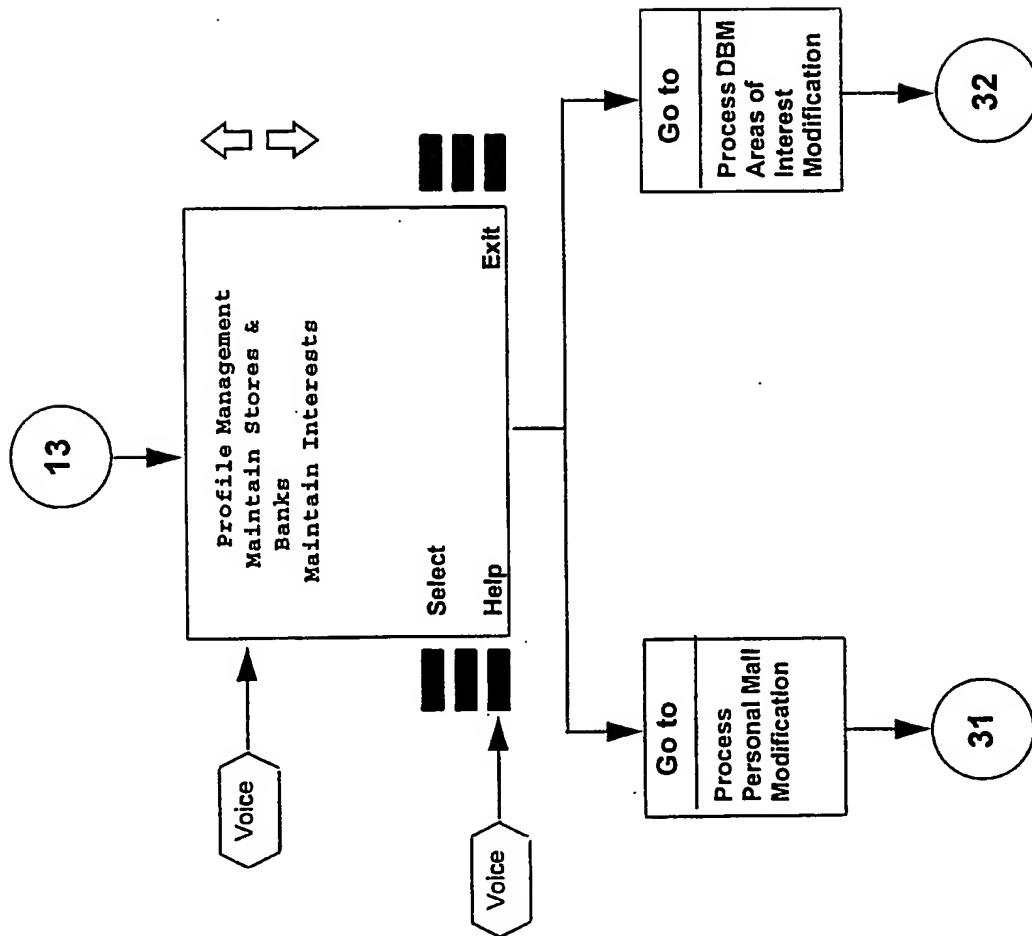 13
Voice
Profile Management
Maintain Stores &
Banks
Maintain Interests
Select
Help
Exit
Voice
Go to
Process
Personal Mall
Modification
31
Go to
Process DBM
Areas of
Interest
Modification
32